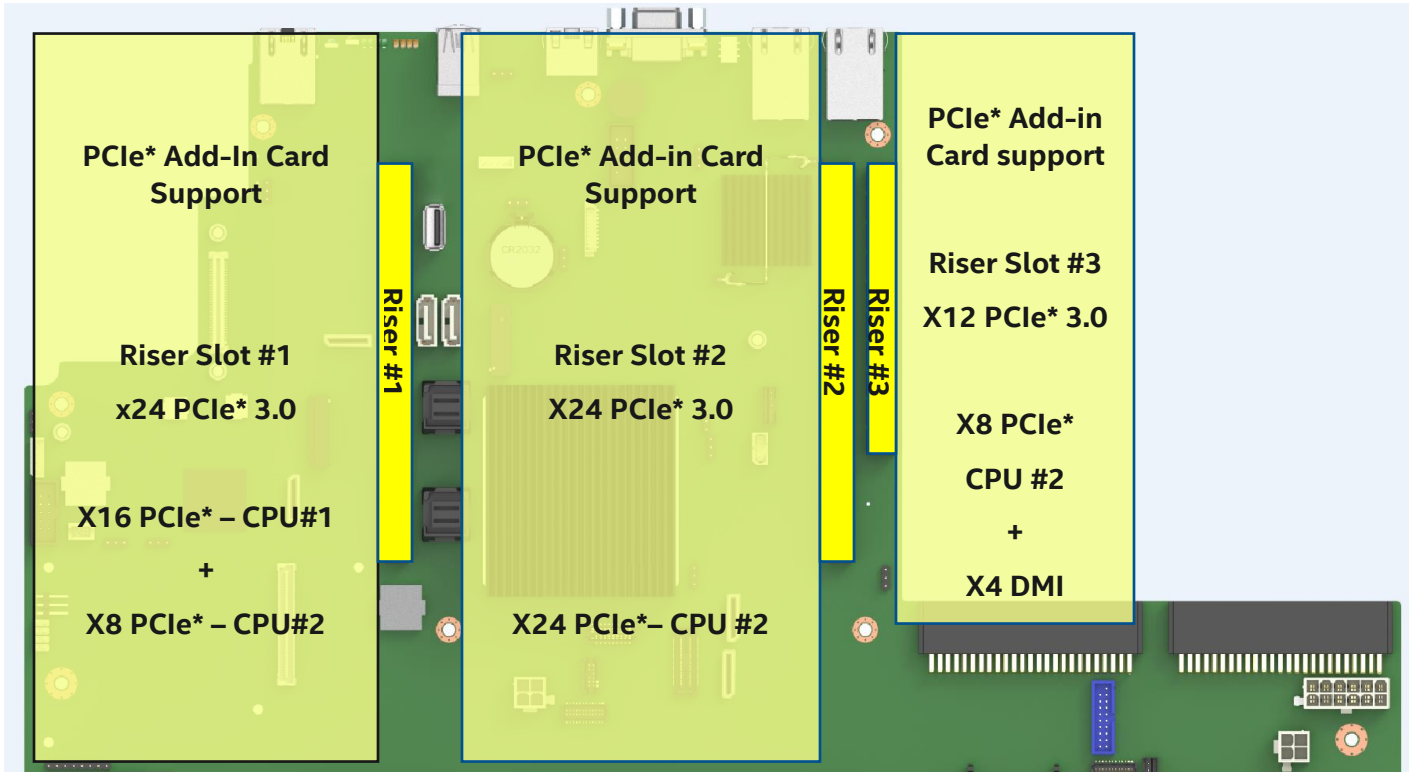 PCIe* Add-In Card
Support
Riser Slot #1
x24 PCIe* 3.0
X16 PCIe* – CPU#1
+
X8 PCIe* – CPU#2
Riser #1
PCIe* Add-in Card
Support
CR2032
Riser Slot #2
X24 PCIe* 3.0
X24 PCIe*– CPU #2
Riser #2
Riser #3
PCIe* Add-in
Card support
Riser Slot #3
X12 PCIe* 3.0
X8 PCIe*
CPU #2
+
X4 DMI